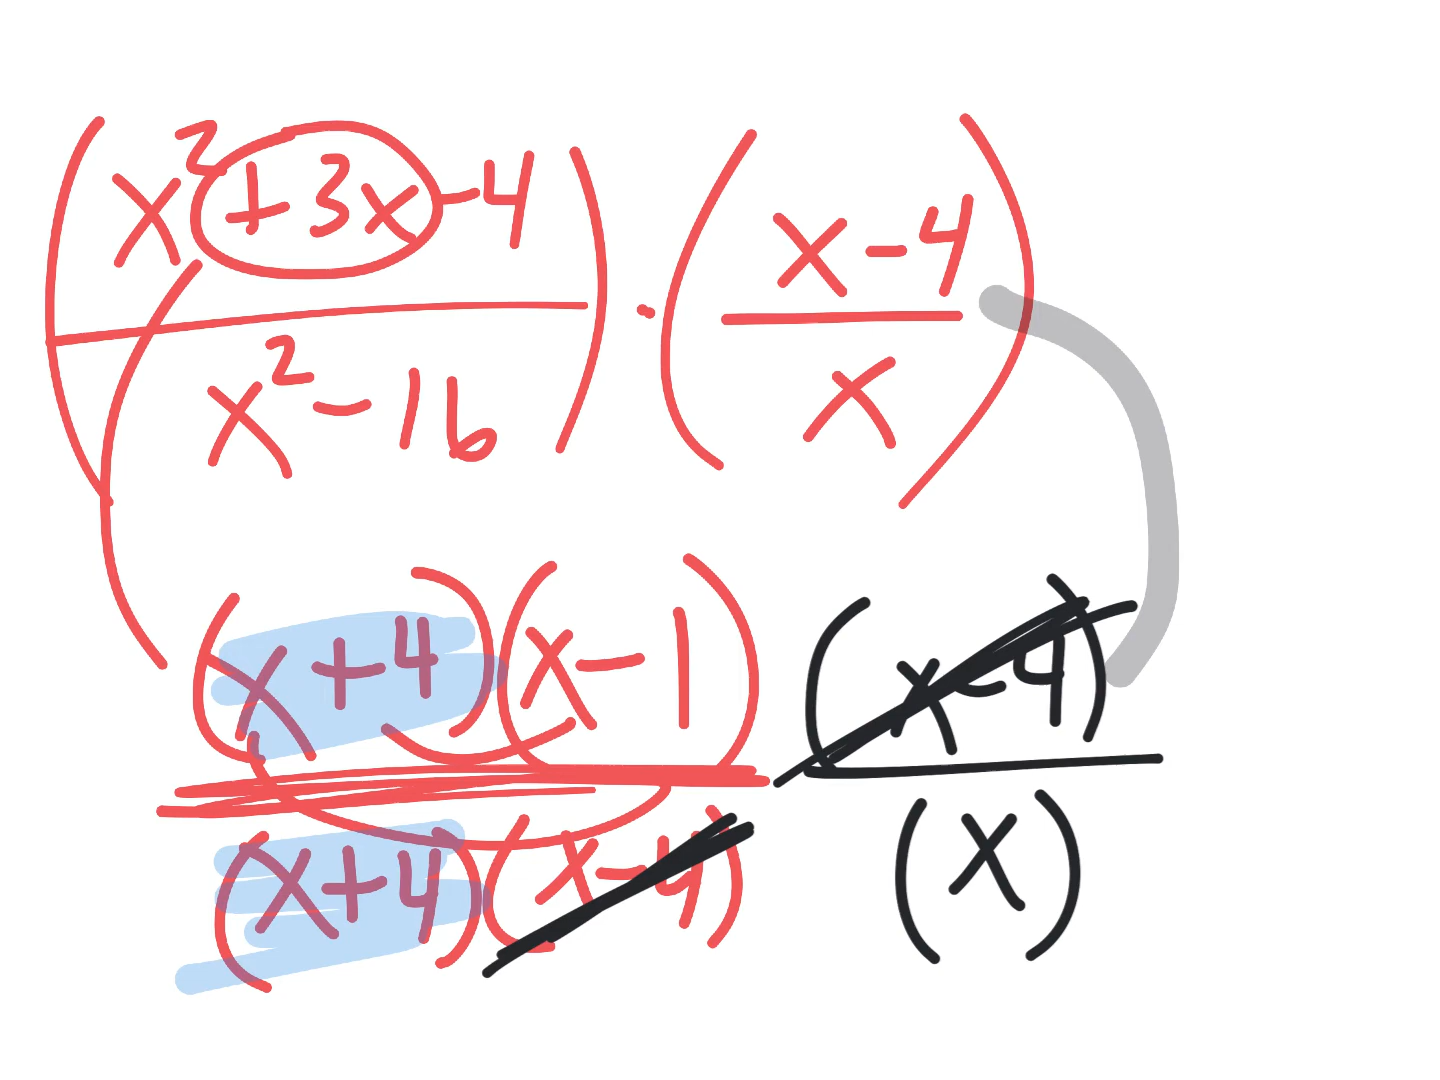 (x²+3x-4) · (x-4)
(x²-16) (x)
(x+4)(x-1) (x-4)
(x+4)(x-4) (x)